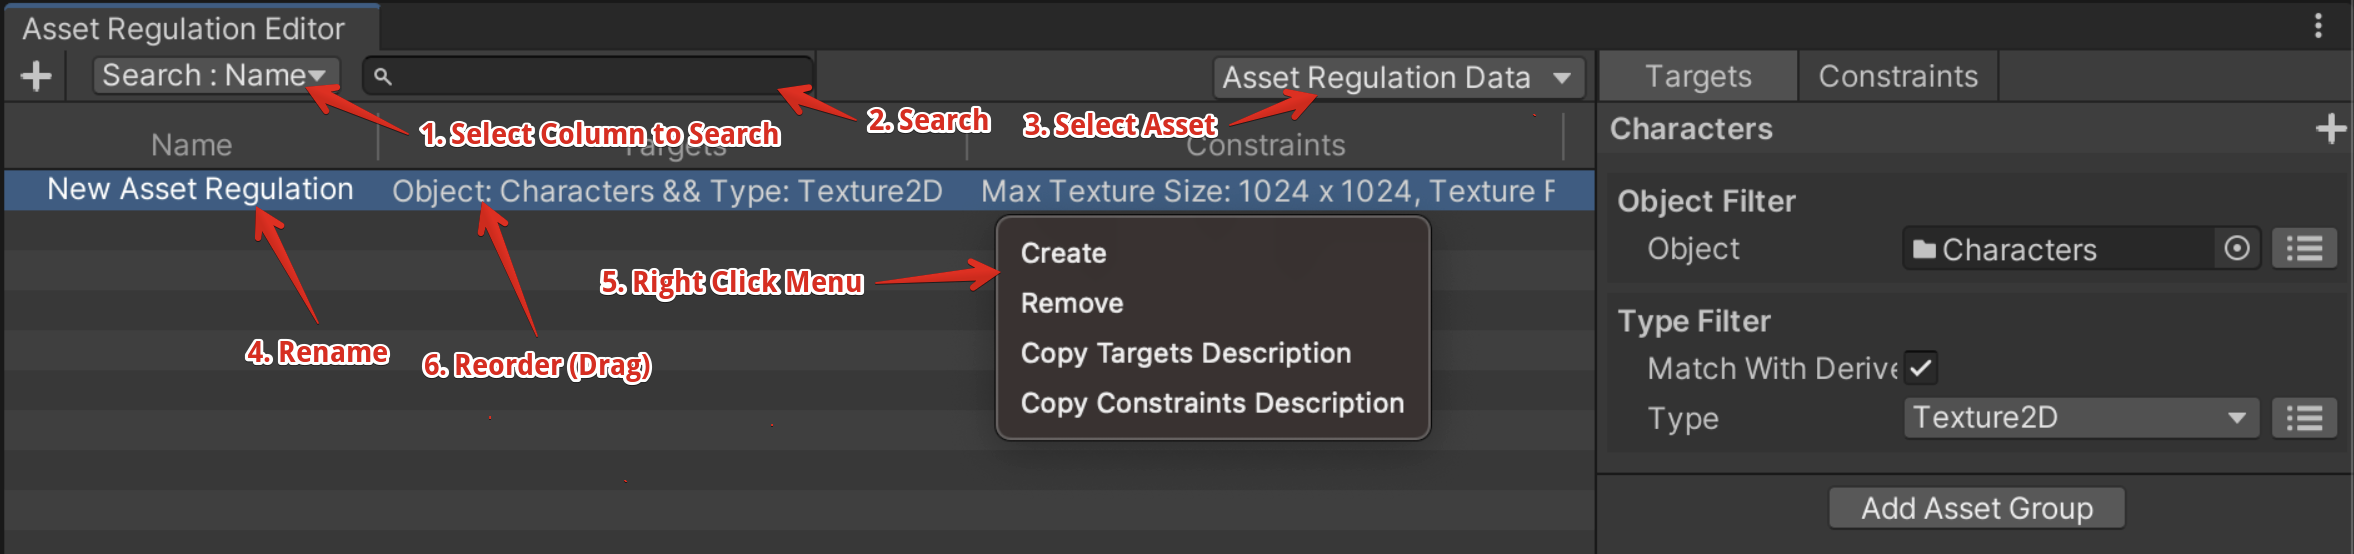 Asset Regulation Editor
Search : Name
Asset Regulation Data
Targets
Constraints
1. Select Column to Search
2. Search
3. Select Asset
Name
Targets
Constraints
New Asset Regulation
Object: Characters && Type: Texture2D
Max Texture Size: 1024 x 1024, Texture F
4. Rename
6. Reorder (Drag)
5. Right Click Menu
Create
Remove
Copy Targets Description
Copy Constraints Description
Characters
Object Filter
Object
Characters
Type Filter
Match With Derive
Type
Texture2D
Add Asset Group